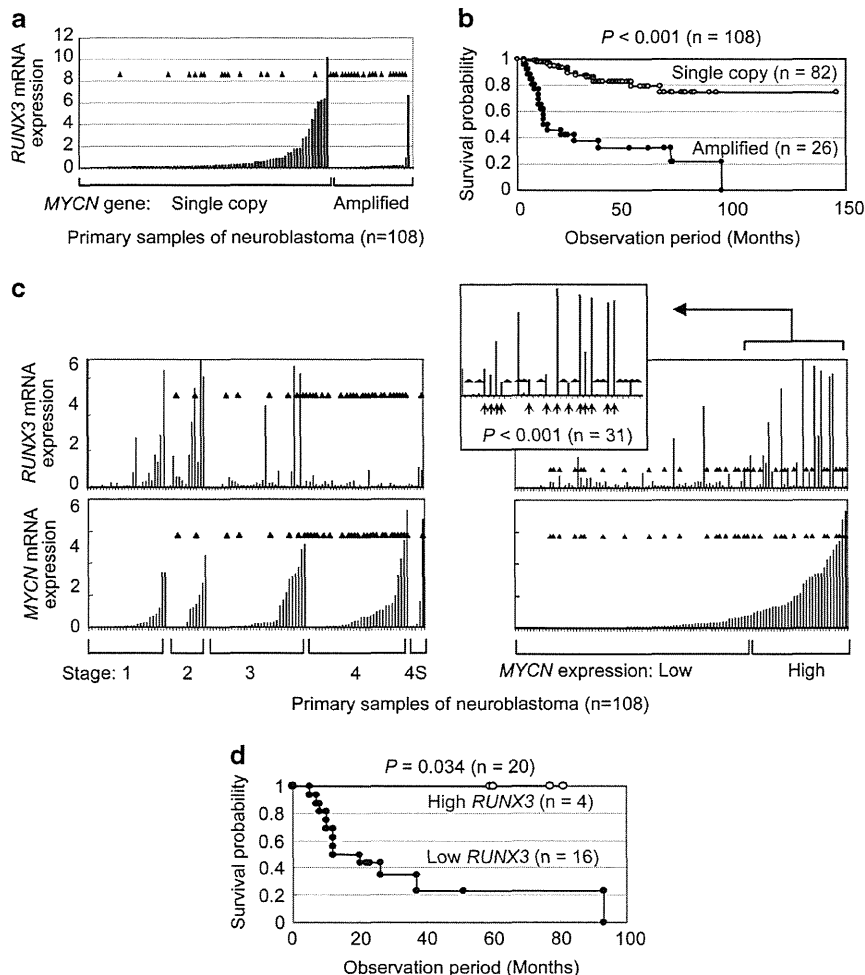 a
RUNX3 mRNA
expression
12
10
8
6
4
2
0
MYCN gene: Single copy Amplified
Primary samples of neuroblastoma (n=108)
b
P < 0.001 (n = 108)
Survival probability
1
0.8
0.6
0.4
0.2
0
Single copy (n = 82)
Amplified (n = 26)
0 50 100 150
Observation period (Months)
c
RUNX3 mRNA
expression
6
4
2
0
MYCN mRNA
expression
6
4
2
0
Stage: 1 2 3 4 4S
P < 0.001 (n = 31)
MYCN expression: Low High
Primary samples of neuroblastoma (n=108)
d
P = 0.034 (n = 20)
Survival probability
1
0.8
0.6
0.4
0.2
0
High RUNX3 (n = 4)
Low RUNX3 (n = 16)
0 20 40 60 80 100
Observation period (Months)